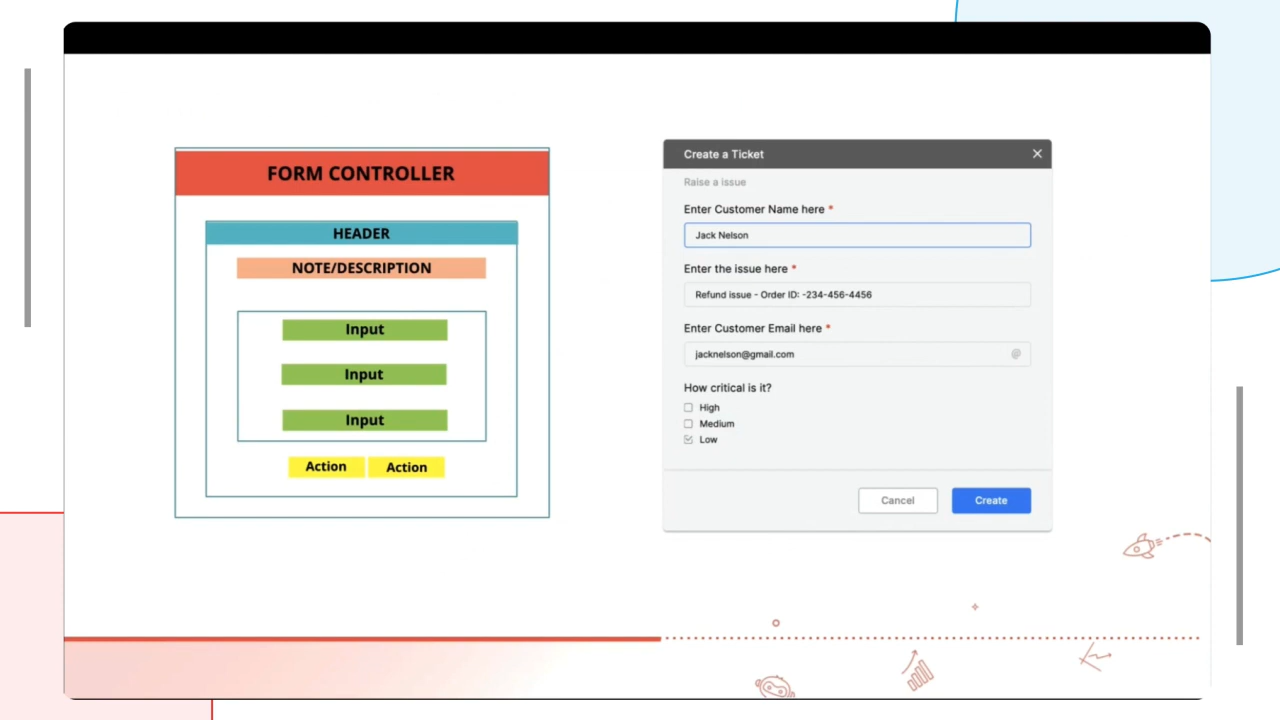 FORM CONTROLLER
HEADER
NOTE/DESCRIPTION
Input
Input
Input
Action Action
Create a Ticket
Raise a issue
Enter Customer Name here *
Jack Nelson
Enter the issue here *
Refund issue - Order ID: -234-456-4456
Enter Customer Email here *
jacknelson@gmail.com @
How critical is it?
High
Medium
Low
Cancel Create